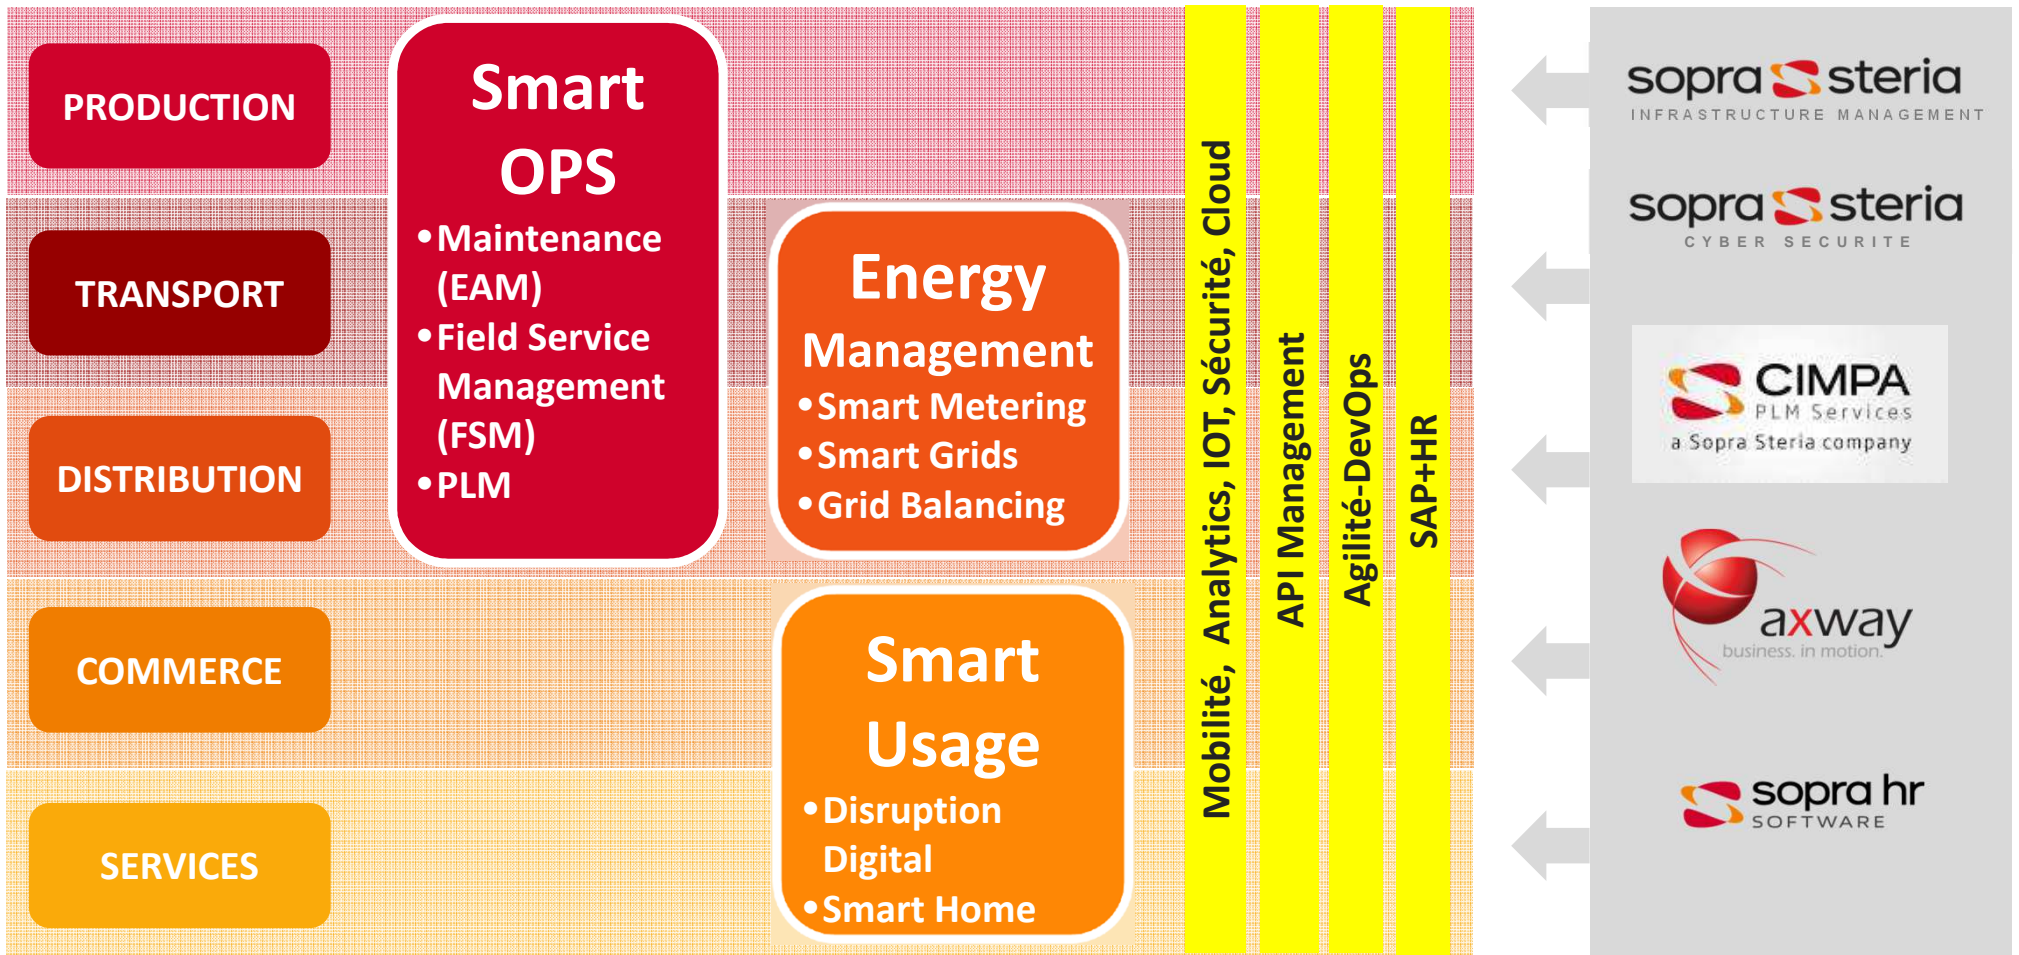 PRODUCTION
TRANSPORT
DISTRIBUTION
COMMERCE
SERVICES
Smart
OPS
•Maintenance
(EAM)
•Field Service
Management
(FSM)
•PLM
Energy
Management
•Smart Metering
•Smart Grids
•Grid Balancing
Smart
Usage
•Disruption
Digital
•Smart Home
Mobilité, Analytics, IOT, Sécurité, Cloud
API Management
Agilité-DevOps
SAP+HR
sopra steria
INFRASTRUCTURE MANAGEMENT
sopra steria
CYBER SECURITE
CIMPA
PLM Services
a Sopra Steria company
axway
business. in motion.
sopra hr
SOFTWARE